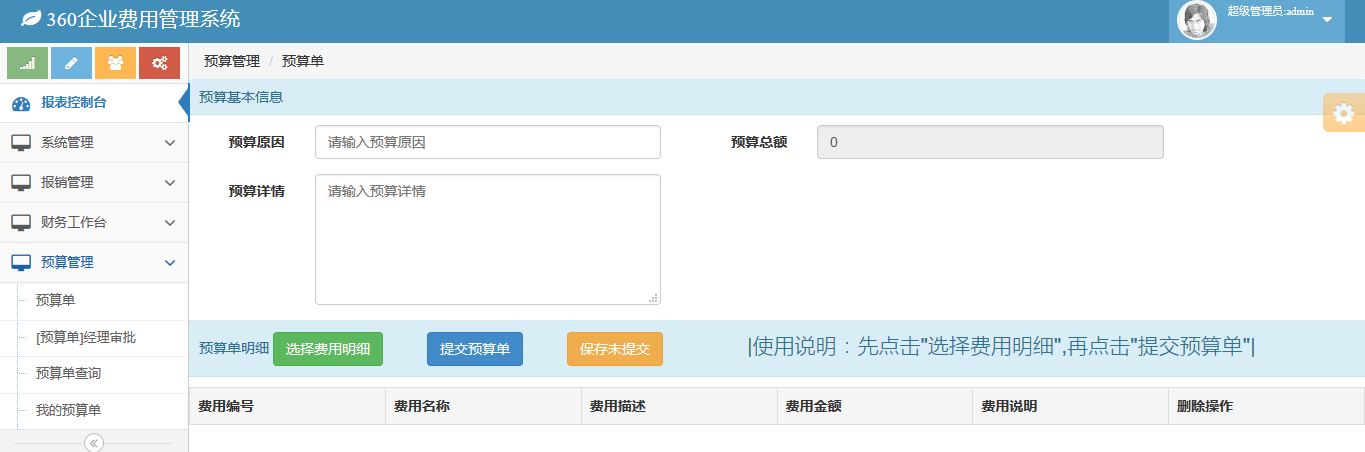 360企业费用管理系统
超级管理员:admin
预算管理 / 预算单
报表控制台
系统管理
报销管理
财务工作台
预算管理
预算单
[预算单]经理审批
预算单查询
我的预算单
预算基本信息
预算原因 请输入预算原因 预算总额 0
预算详情 请输入预算详情
预算单明细 选择费用明细 提交预算单 保存未提交 |使用说明：先点击"选择费用明细",再点击"提交预算单"|
费用编号 费用名称 费用描述 费用金额 费用说明 删除操作